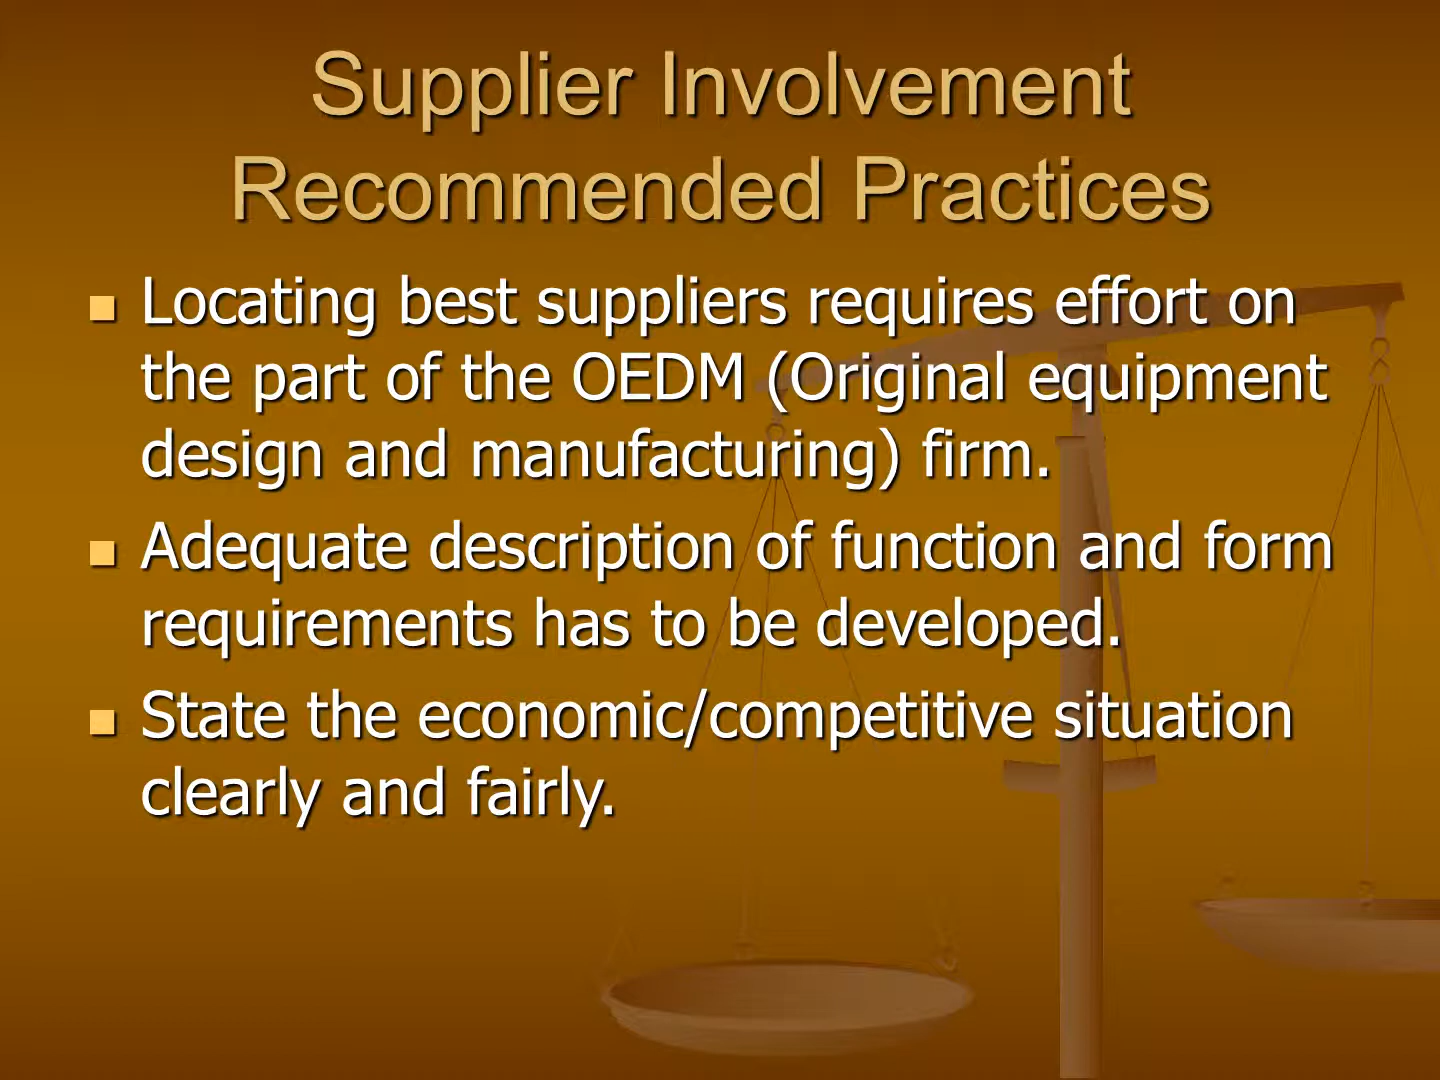 Supplier Involvement
Recommended Practices
Locating best suppliers requires effort on
the part of the OEDM (Original equipment
design and manufacturing) firm.
Adequate description of function and form
requirements has to be developed.
State the economic/competitive situation
clearly and fairly.